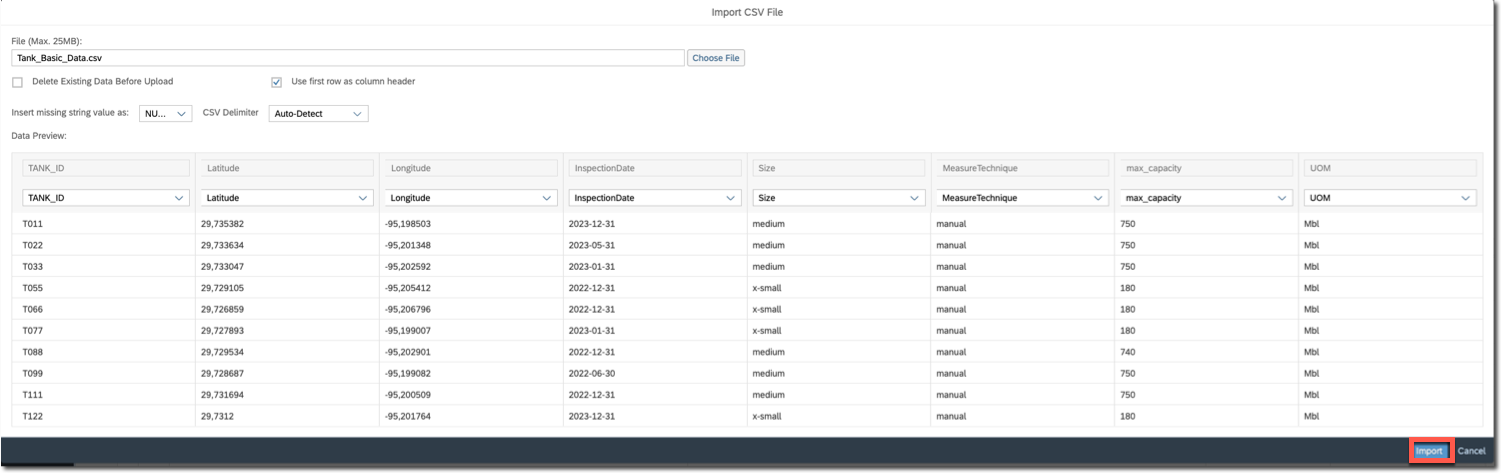 Import CSV File
File (Max. 25MB):
Tank_Basic_Data.csv Choose File
Delete Existing Data Before Upload Use first row as column header
Insert missing string value as: NU... CSV Delimiter Auto-Detect
Data Preview:
TANK_ID Latitude Longitude InspectionDate Size MeasureTechnique max_capacity UOM
TANK_ID Latitude Longitude InspectionDate Size MeasureTechnique max_capacity UOM
T011 29,735382 -95,198503 2023-12-31 medium manual 750 Mbl
T022 29,733634 -95,201348 2023-05-31 medium manual 750 Mbl
T033 29,733047 -95,202592 2023-01-31 medium manual 750 Mbl
T055 29,729105 -95,205412 2022-12-31 x-small manual 180 Mbl
T066 29,726859 -95,206796 2022-12-31 x-small manual 180 Mbl
T077 29,727893 -95,199007 2023-01-31 x-small manual 180 Mbl
T088 29,729534 -95,202901 2022-12-31 medium manual 740 Mbl
T099 29,728687 -95,199082 2022-06-30 medium manual 750 Mbl
T111 29,731694 -95,200509 2022-12-31 medium manual 750 Mbl
T122 29,7312 -95,201764 2023-12-31 x-small manual 180 Mbl
Import Cancel